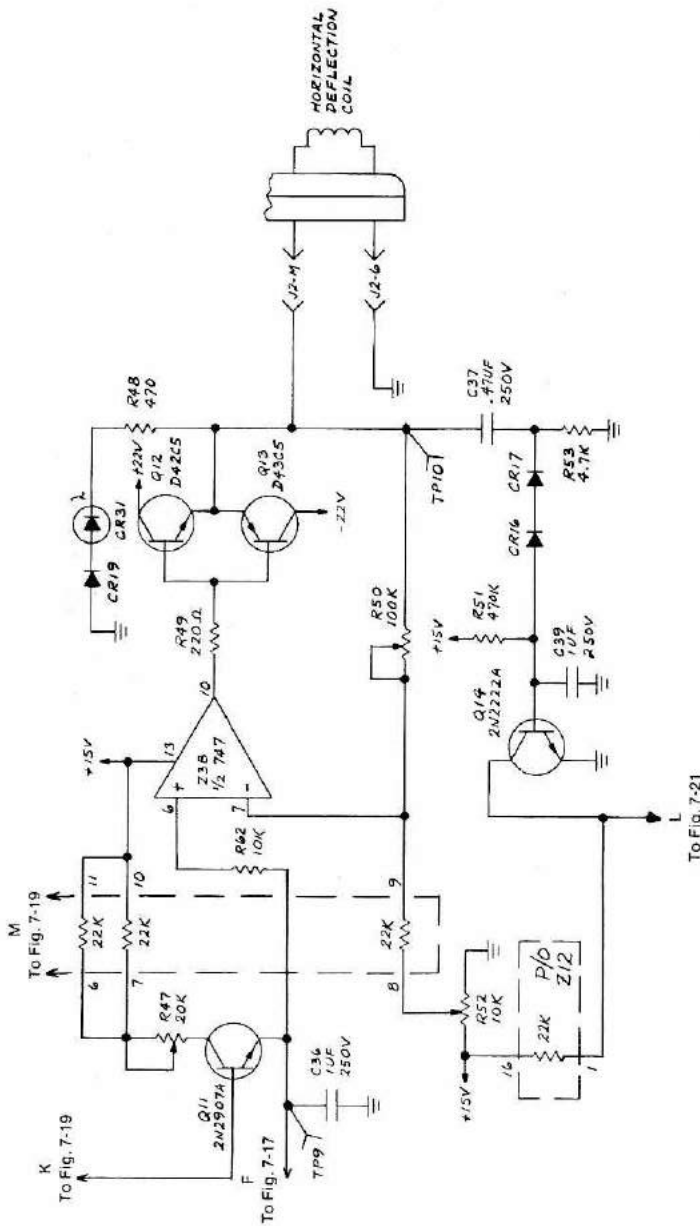 HORIZONTAL
DEFLECTION
COIL
J2-M
J2-6
R48
470
+22V
Q12
D42C5
Q13
D43C5
-22V
λ
CR31
CR19
R49
220Ω
10
+15V
13
Z38
1/2 747
+
-
6
7
R62
10K
M
To Fig. 7-19
11
10
22K
22K
6
7
R47
20K
Q11
2N2907A
K
To Fig. 7-19
F
To Fig. 7-17
C36
1UF
250V
TP9
9
22K
8
R52
10K
+15V
P/O
Z12
22K
16
1
R50
100K
TP10
C37
.47UF
250V
CR17
CR16
R53
4.7K
+15V
R51
470K
C39
1UF
250V
Q14
2N2222A
L
To Fig. 7-21